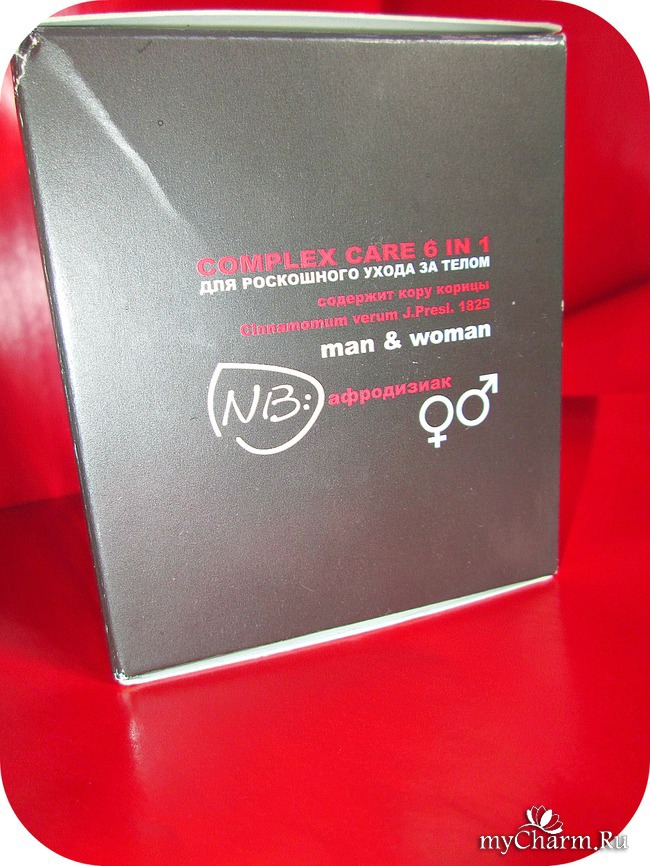 COMPLEX CARE 6 IN 1
ДЛЯ РОСКОШНОГО УХОДА ЗА ТЕЛОМ
содержит кору корицы
Cinnamomum verum J.Presl. 1825
man & woman
NB: афродизиак
myCharm.Ru